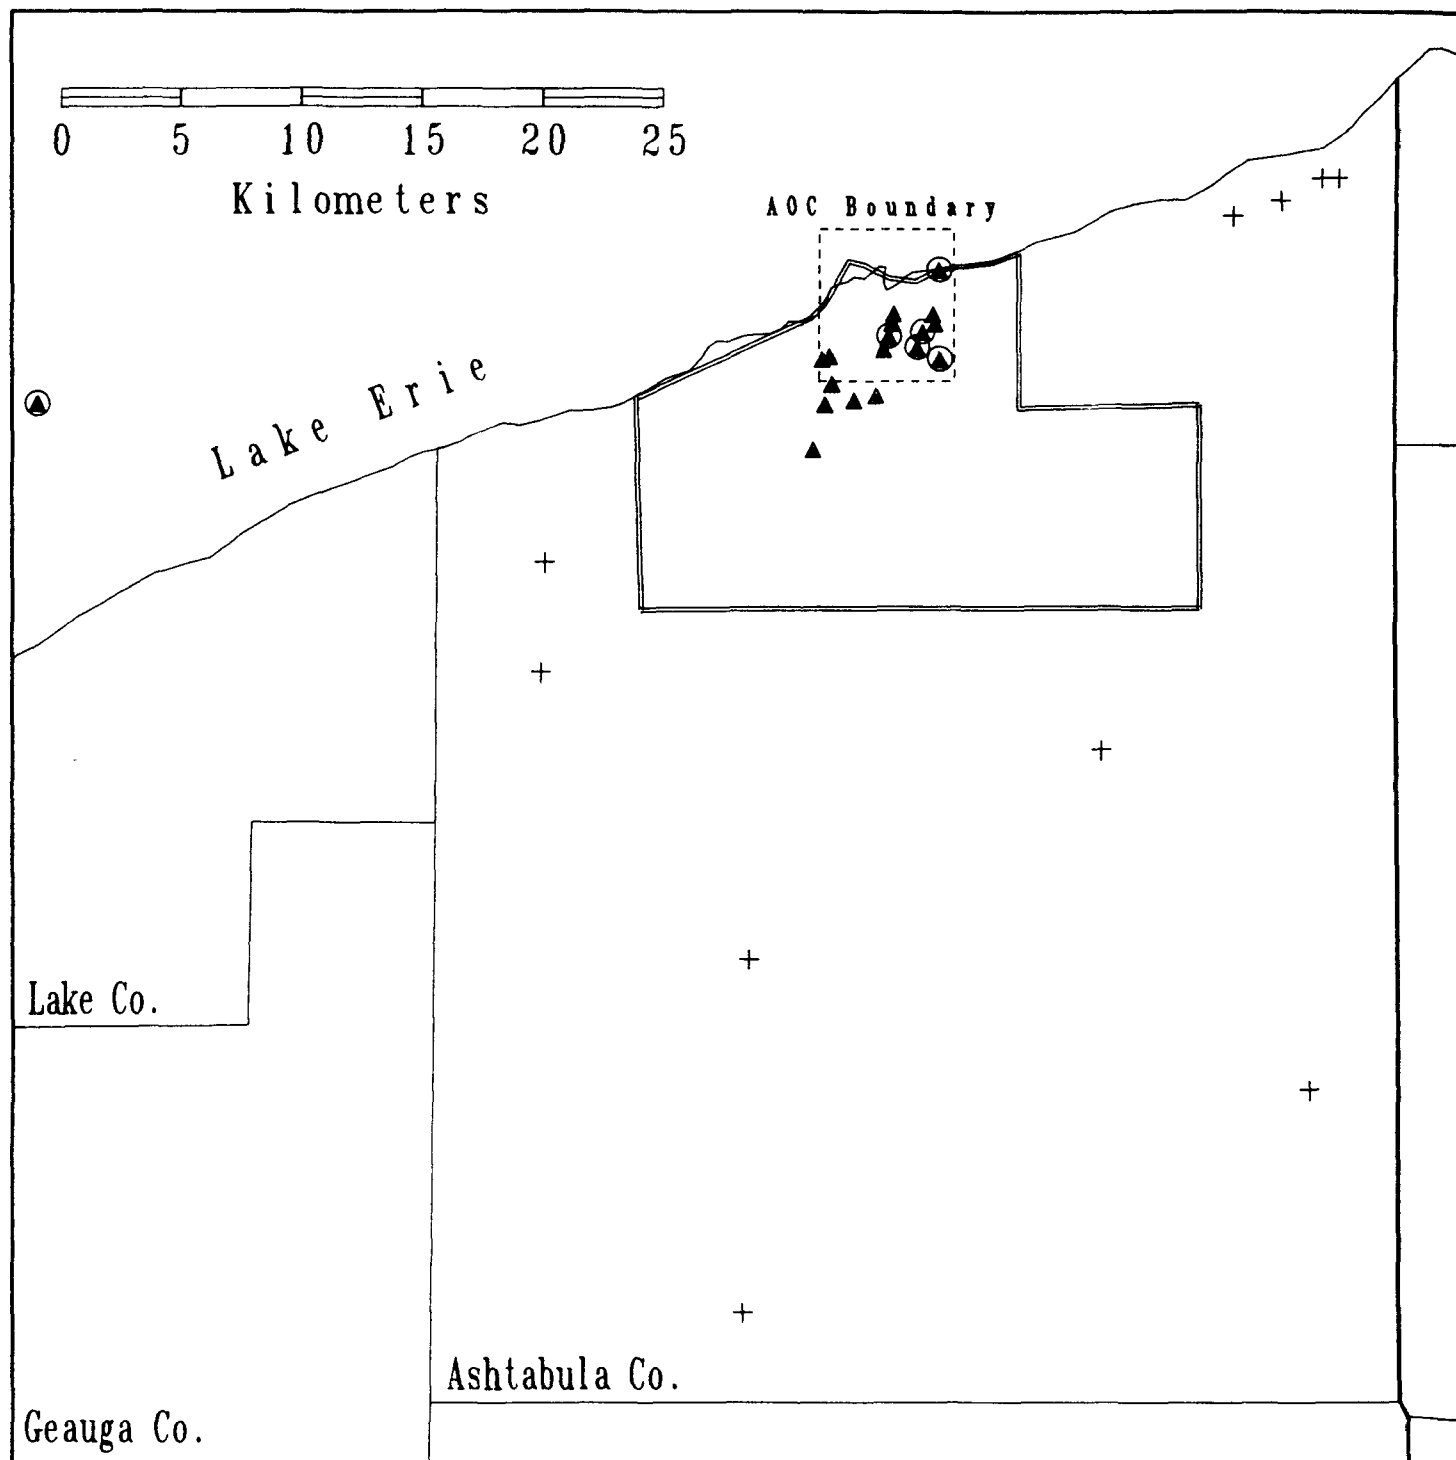 0 5 10 15 20 25
Kilometers
AOC Boundary
Lake Erie
Lake Co.
Ashtabula Co.
Geauga Co.